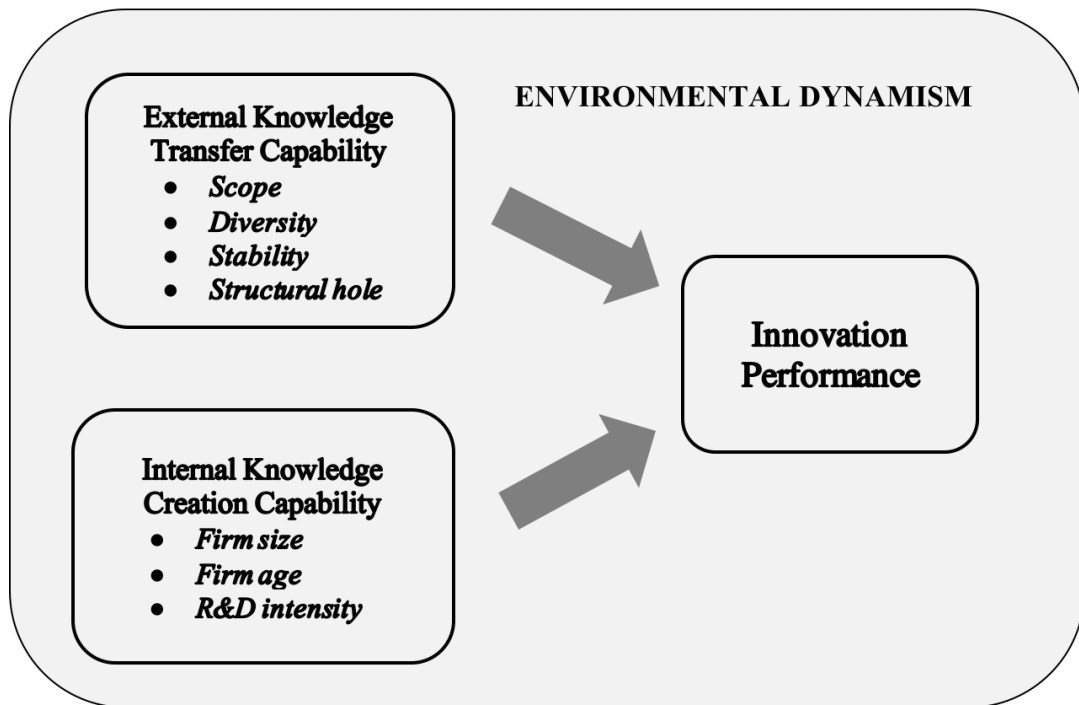 ENVIRONMENTAL DYNAMISM
External Knowledge
Transfer Capability
● Scope
● Diversity
● Stability
● Structural hole
Innovation
Performance
Internal Knowledge
Creation Capability
● Firm size
● Firm age
● R&D intensity